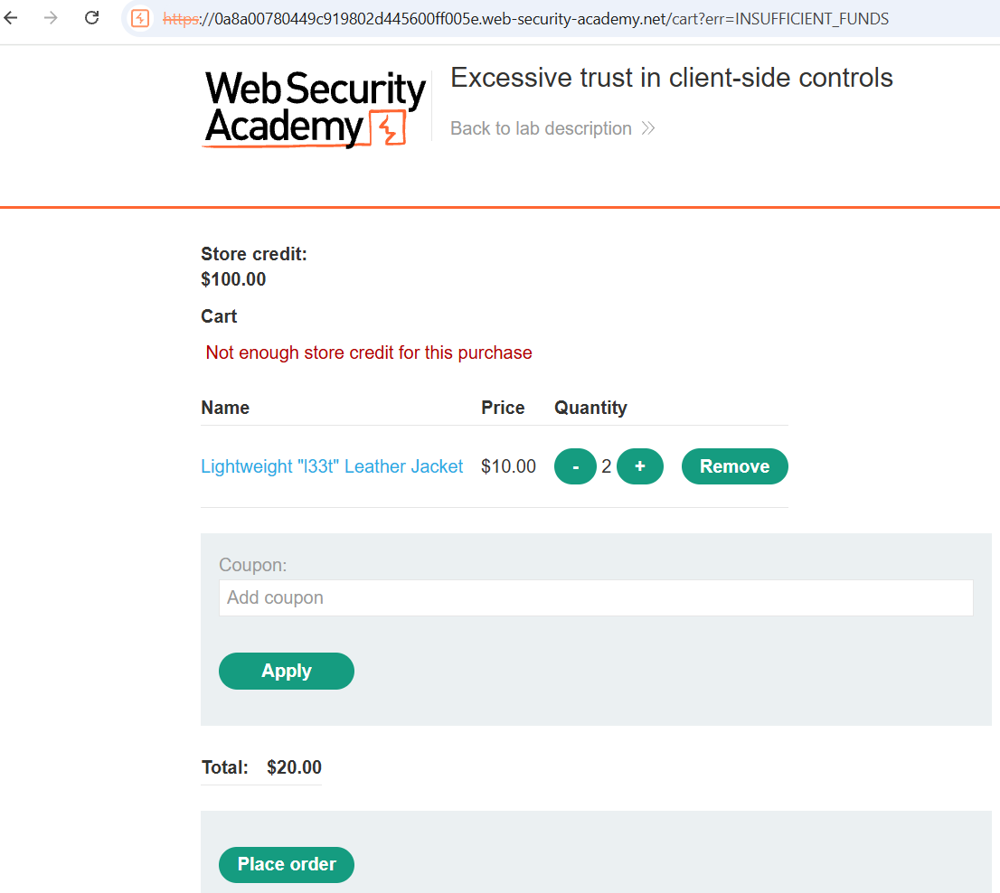 https://0a8a00780449c919802d445600ff005e.web-security-academy.net/cart?err=INSUFFICIENT_FUNDS
WebSecurity
Academy
Excessive trust in client-side controls
Back to lab description
Store credit:
$100.00
Cart
Not enough store credit for this purchase
Name Price Quantity
Lightweight "l33t" Leather Jacket $10.00 - 2 + Remove
Coupon:
Add coupon
Apply
Total: $20.00
Place order